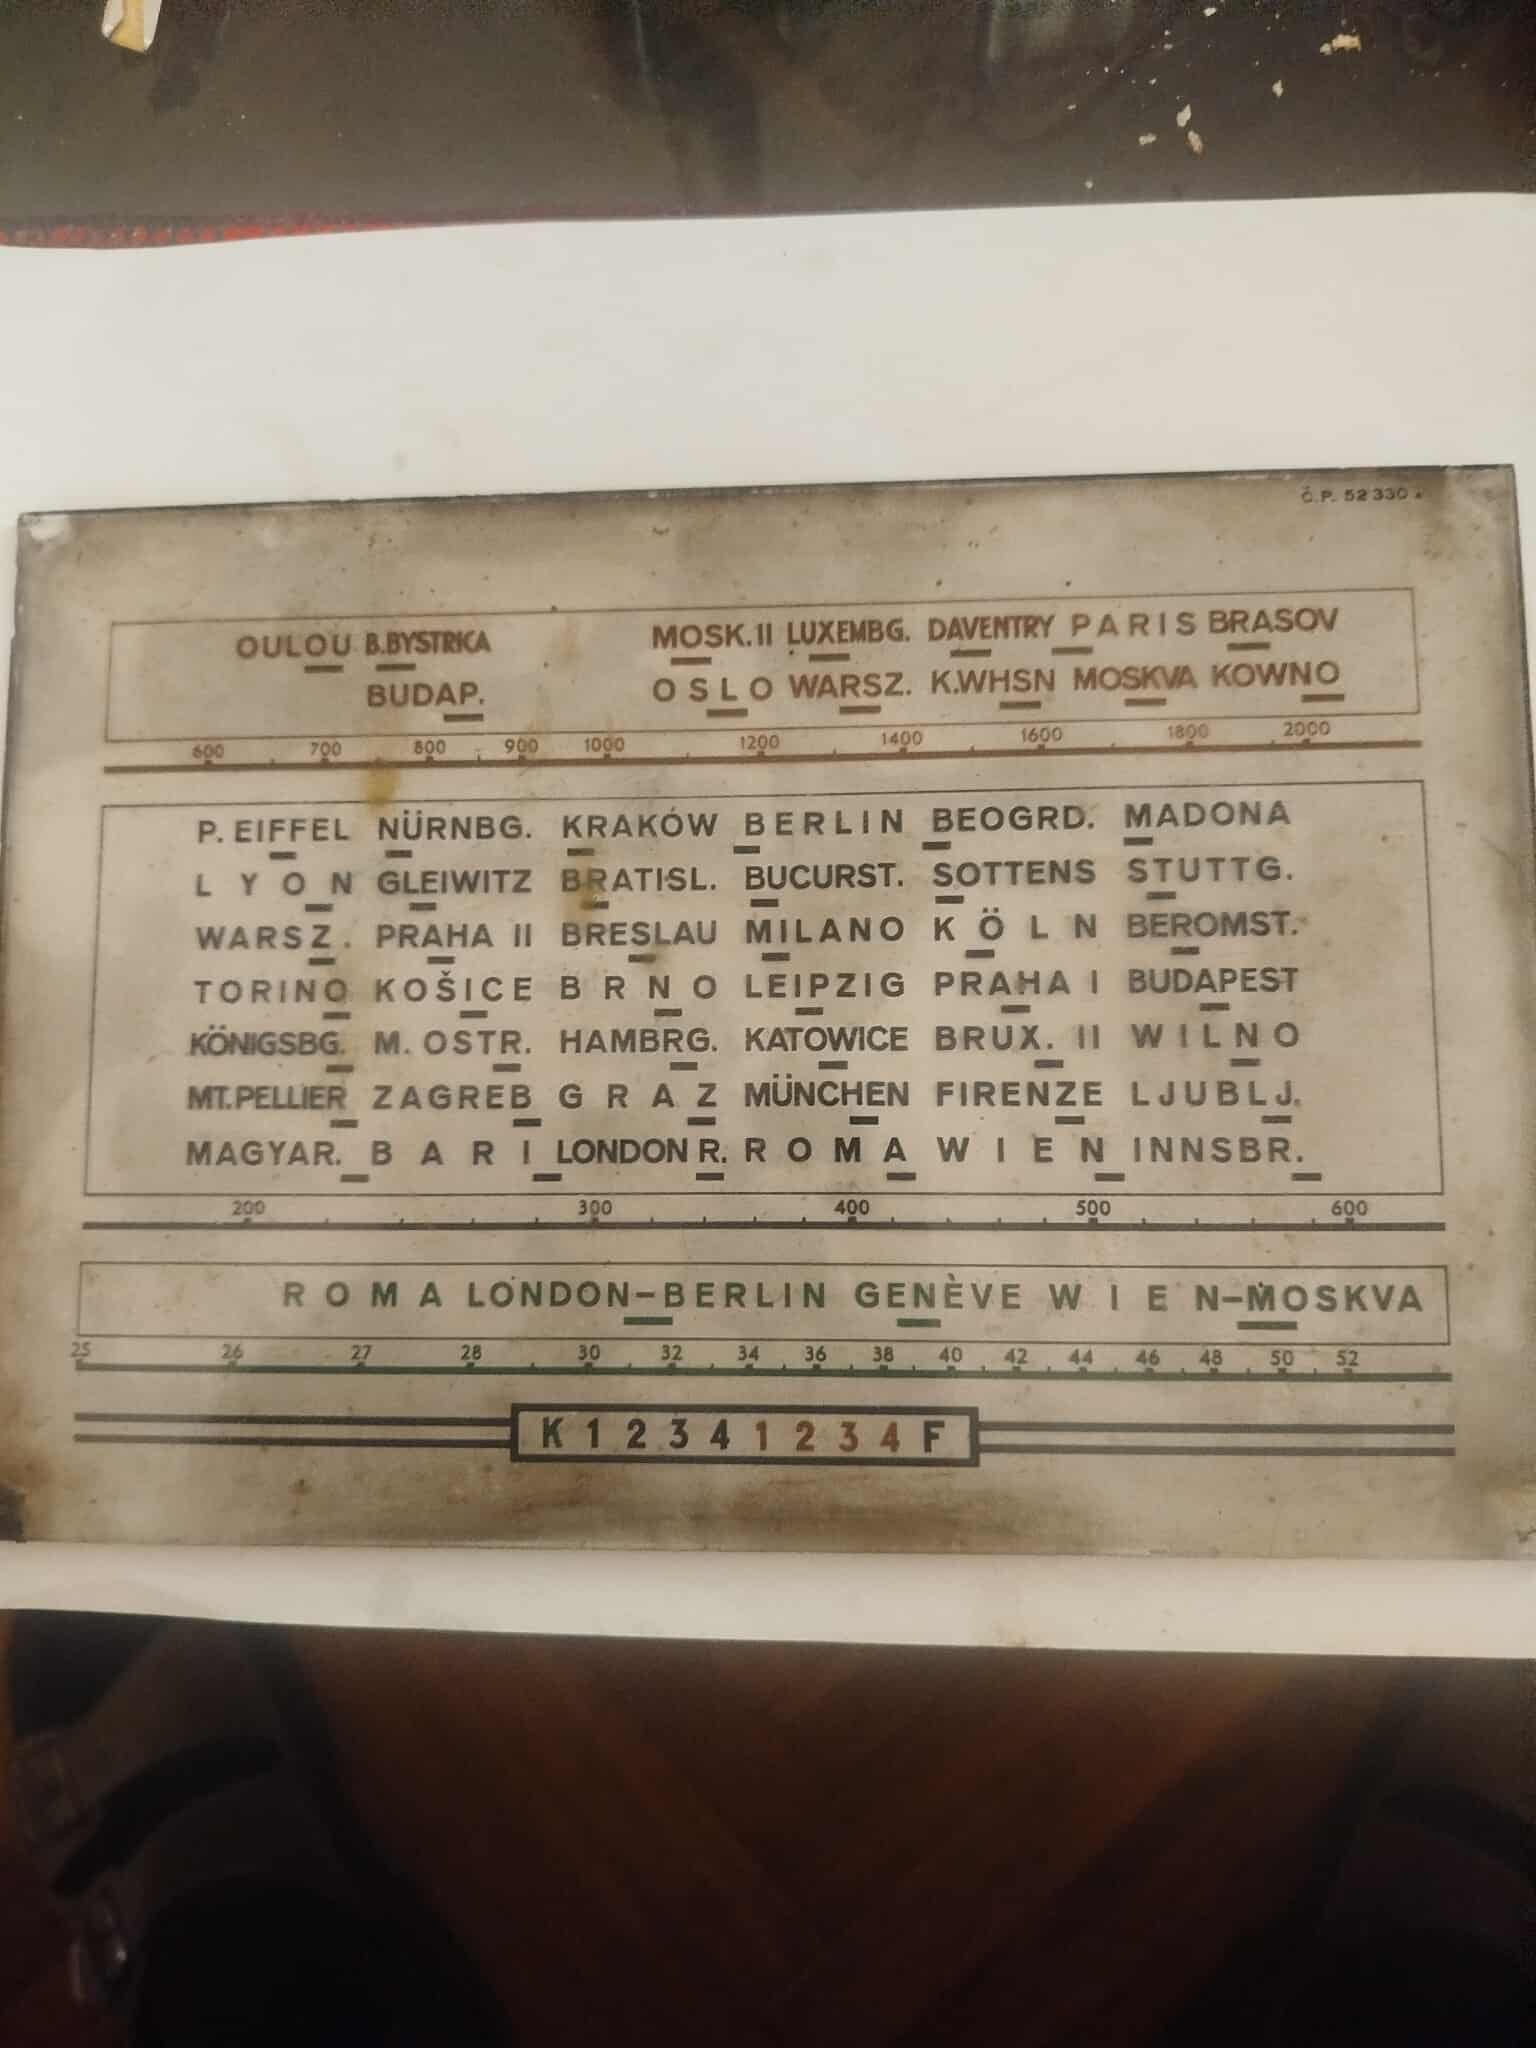 Č.P. 52 330
OULOU B.BYSTRICA MOSK.II LUXEMBG. DAVENTRY PARIS BRASOV
BUDAP. OSLO WARSZ. K.WHSN MOSKVA KOWNO
600 700 800 900 1000 1200 1400 1600 1800 2000
P. EIFFEL NÜRNBG. KRAKÓW BERLIN BEOGRD. MADONA
LYON GLEIWITZ BRATISL. BUCURST. SOTTENS STUTTG.
WARSZ. PRAHA II BRESLAU MILANO KÖLN BEROMST.
TORINO KOŠICE BRNO LEIPZIG PRAHA I BUDAPEST
KÖNIGSBG. M. OSTR. HAMBRG. KATOWICE BRUX. II WILNO
MT.PELLIER ZAGREB GRAZ MÜNCHEN FIRENZE LJUBLJ.
MAGYAR. BARI LONDON R. ROMA WIEN INNSBR.
200 300 400 500 600
ROMA LONDON–BERLIN GENÈVE WIEN–MOSKVA
25 26 27 28 30 32 34 36 38 40 42 44 46 48 50 52
K 1 2 3 4 1 2 3 4 F